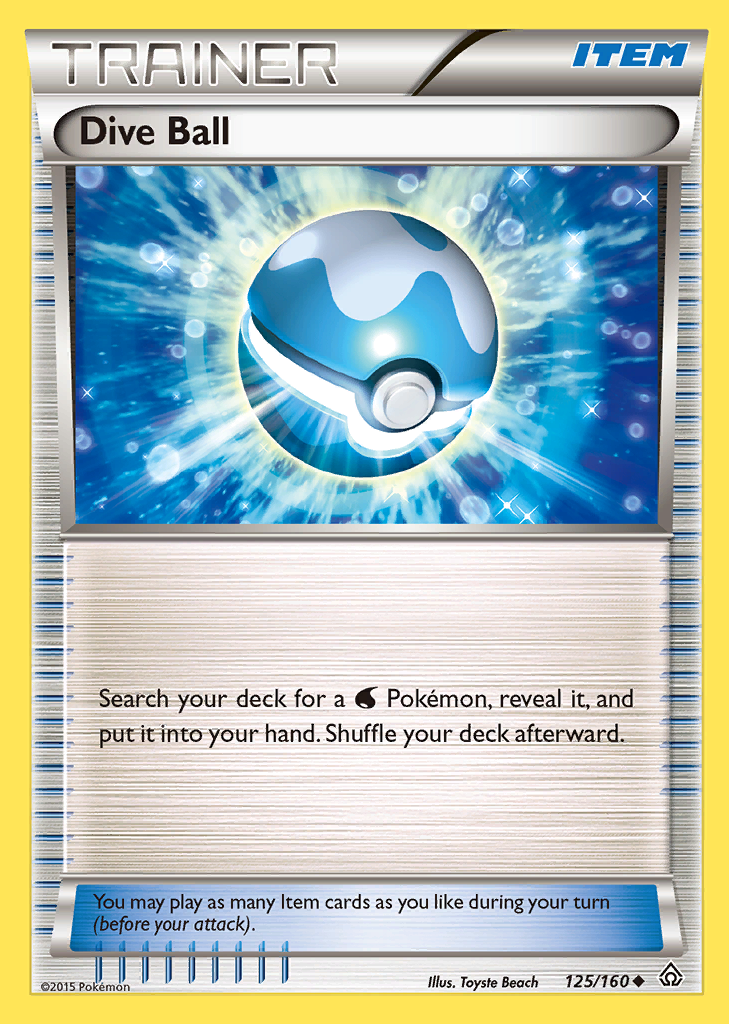 TRAINER
ITEM
Dive Ball
Search your deck for a Pokémon, reveal it, and
put it into your hand. Shuffle your deck afterward.
You may play as many Item cards as you like during your turn
(before your attack).
©2015 Pokémon
Illus. Toyste Beach
125/160